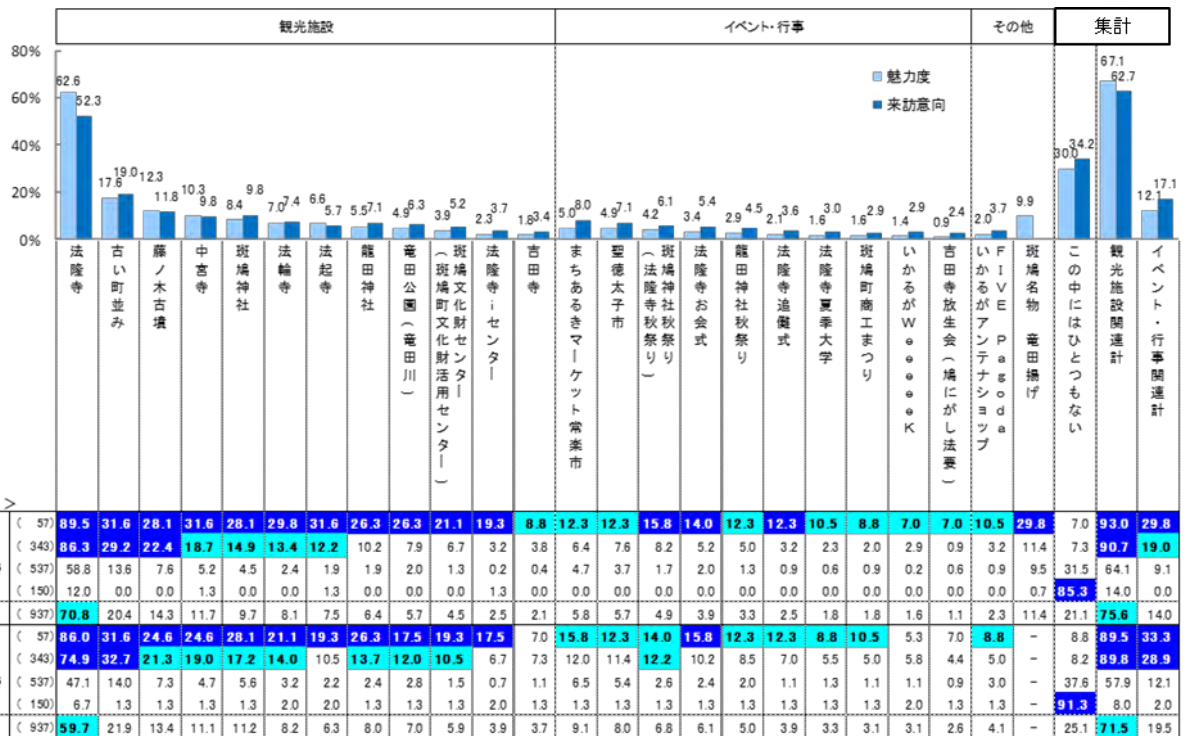 観光施設 イベント・行事 その他 集計
80%
60%
40%
20%
0%
魅力度
来訪意向
62.6 17.6 12.3 10.3 8.4 7.0 6.6 5.5 4.9 3.9 2.3 1.8 5.0 4.9 4.2 3.4 2.9 2.1 1.6 1.6 1.4 0.9 2.0 9.9 30.0 67.1 12.1
52.3 19.0 11.8 9.8 9.8 7.4 5.7 7.1 6.3 5.2 3.7 3.4 8.0 7.1 6.1 5.4 4.5 3.6 3.0 2.9 2.9 2.4 3.7 34.2 62.7 17.1
法隆寺
古い町並み
藤ノ木古墳
中宮寺
斑鳩神社
法輪寺
法起寺
龍田神社
竜田公園(竜田川)
斑鳩文化財センター
(斑鳩町文化財活用センター)
法隆寺iセンター
吉田寺
まちあるきマーケット常楽市
聖徳太子市
斑鳩神社秋祭り
(法隆寺秋祭り)
法隆寺お会式
龍田神社秋祭り
法隆寺追儺式
法隆寺夏季大学
斑鳩町商工まつり
いかるがWeeeeeK
吉田寺放生会(鳩にがし法要)
FIVE Pagoda
いかるがアンテナショップ
斑鳩名物 竜田揚げ
この中にはひとつもない
観光施設関連計
イベント・行事関連計
>
( 57) 89.5 31.6 28.1 31.6 28.1 29.8 31.6 26.3 26.3 21.1 19.3 8.8 12.3 12.3 15.8 14.0 12.3 12.3 10.5 8.8 7.0 7.0 10.5 29.8 7.0 93.0 29.8
( 343) 86.3 29.2 22.4 18.7 14.9 13.4 12.2 10.2 7.9 6.7 3.2 3.8 6.4 7.6 8.2 5.2 5.0 3.2 2.3 2.0 2.9 0.9 3.2 11.4 7.3 90.7 19.0
( 537) 58.8 13.6 7.6 5.2 4.5 2.4 1.9 1.9 2.0 1.3 0.2 0.4 4.7 3.7 1.7 2.0 1.3 0.9 0.6 0.9 0.2 0.6 0.9 9.5 31.5 64.1 9.1
( 150) 12.0 0.0 0.0 1.3 0.0 0.0 1.3 0.0 0.0 0.0 1.3 0.0 0.0 0.0 0.0 0.0 0.0 0.0 0.0 0.0 0.0 0.0 0.0 0.7 85.3 14.0 0.0
( 937) 70.8 20.4 14.3 11.7 9.7 8.1 7.5 6.4 5.7 4.5 2.5 2.1 5.8 5.7 4.9 3.9 3.3 2.5 1.8 1.8 1.6 1.1 2.3 11.4 21.1 75.6 14.0
( 57) 86.0 31.6 24.6 24.6 28.1 21.1 19.3 26.3 17.5 19.3 17.5 7.0 15.8 12.3 14.0 15.8 12.3 12.3 8.8 10.5 5.3 7.0 8.8 - 8.8 89.5 33.3
( 343) 74.9 32.7 21.3 19.0 17.2 14.0 10.5 13.7 12.0 10.5 6.7 7.3 12.0 11.4 12.2 10.2 8.5 7.0 5.5 5.0 5.8 4.4 5.0 - 8.2 89.8 28.9
( 537) 47.1 14.0 7.3 4.7 5.6 3.2 2.2 2.4 2.8 1.5 0.7 1.1 6.5 5.4 2.6 2.4 2.0 1.1 1.3 1.1 1.1 0.9 3.0 - 37.6 57.9 12.1
( 150) 6.7 1.3 1.3 1.3 1.3 2.0 2.0 1.3 1.3 1.3 2.0 1.3 1.3 1.3 1.3 1.3 1.3 1.3 1.3 1.3 2.0 1.3 1.3 - 91.3 8.0 2.0
( 937) 59.7 21.9 13.4 11.1 11.2 8.2 6.3 8.0 7.0 5.9 3.9 3.7 9.1 8.0 6.8 6.1 5.0 3.9 3.3 3.1 3.1 2.6 4.1 - 25.1 71.5 19.5